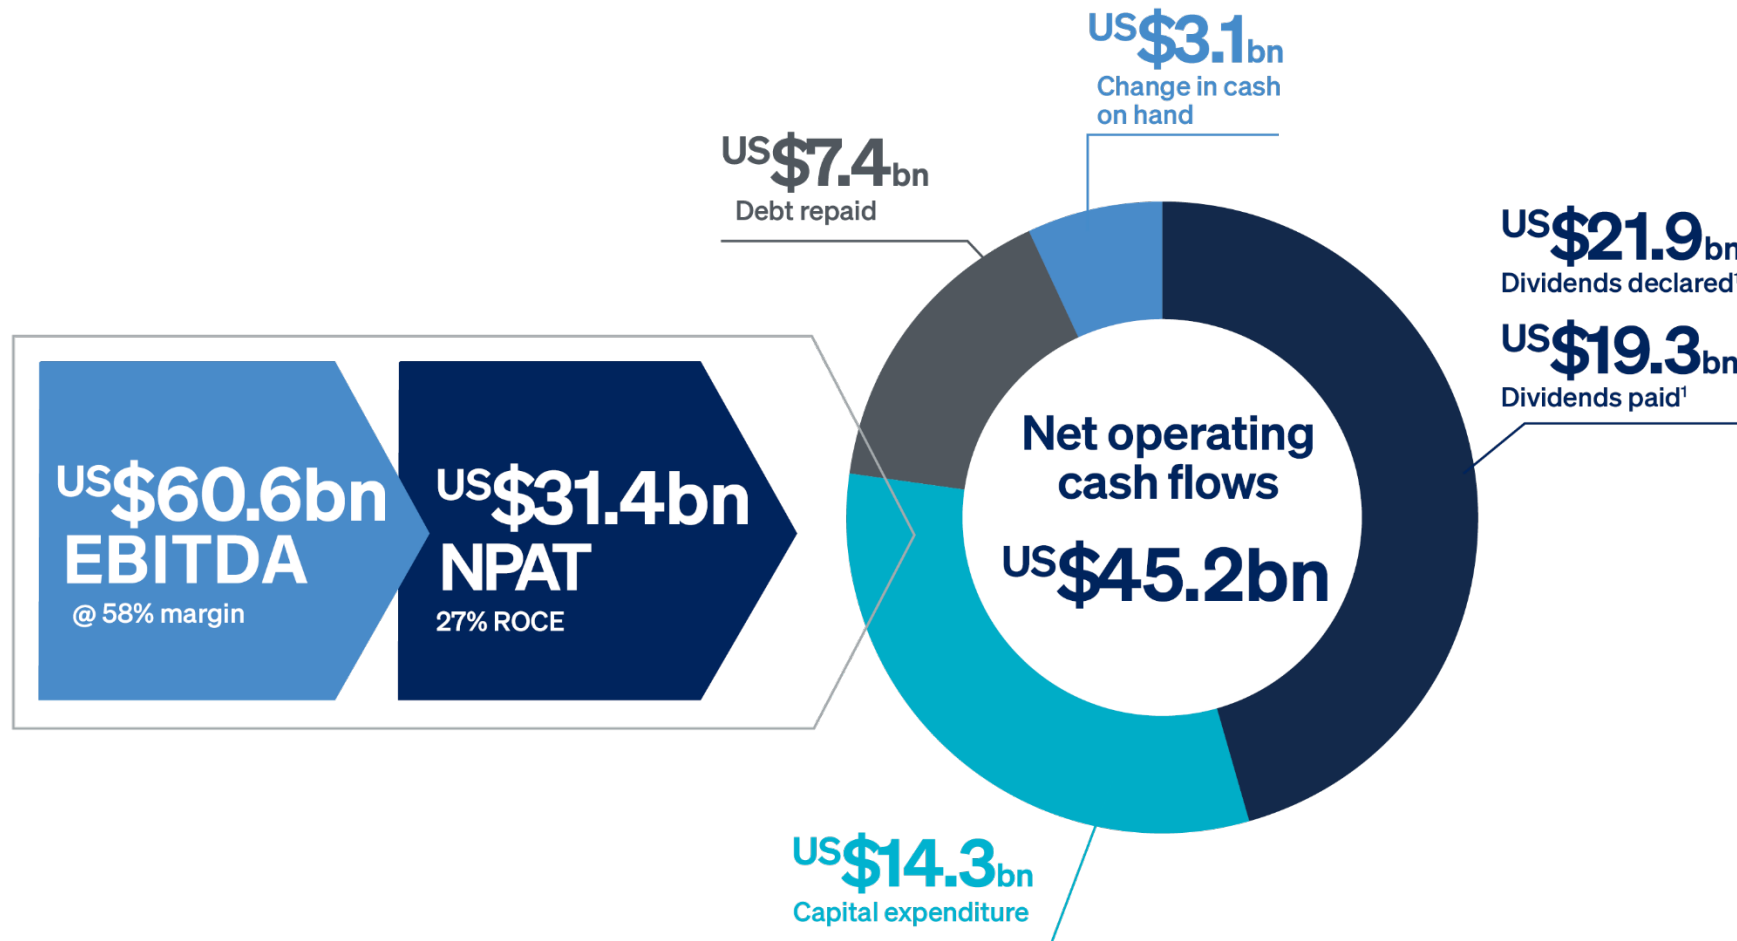 US$3.1bn
Change in cash
on hand
US$7.4bn
Debt repaid
US$21.9bn
Dividends declared¹
US$19.3bn
Dividends paid¹
US$60.6bn
EBITDA
@ 58% margin
US$31.4bn
NPAT
27% ROCE
Net operating
cash flows
US$45.2bn
US$14.3bn
Capital expenditure